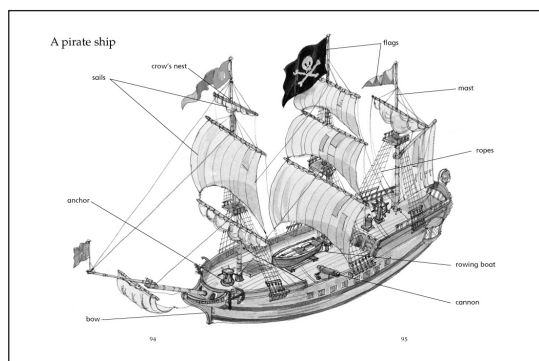 A pirate ship
flags
crow's nest
sails
mast
ropes
anchor
rowing boat
cannon
bow
94
95